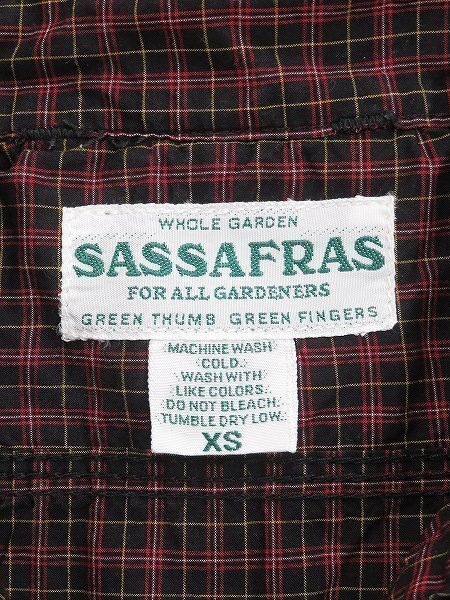 WHOLE GARDEN
SASSAFRAS
FOR ALL GARDENERS
GREEN THUMB GREEN FINGERS
MACHINE WASH
COLD.
WASH WITH
LIKE COLORS.
DO NOT BLEACH.
TUMBLE DRY LOW.
XS